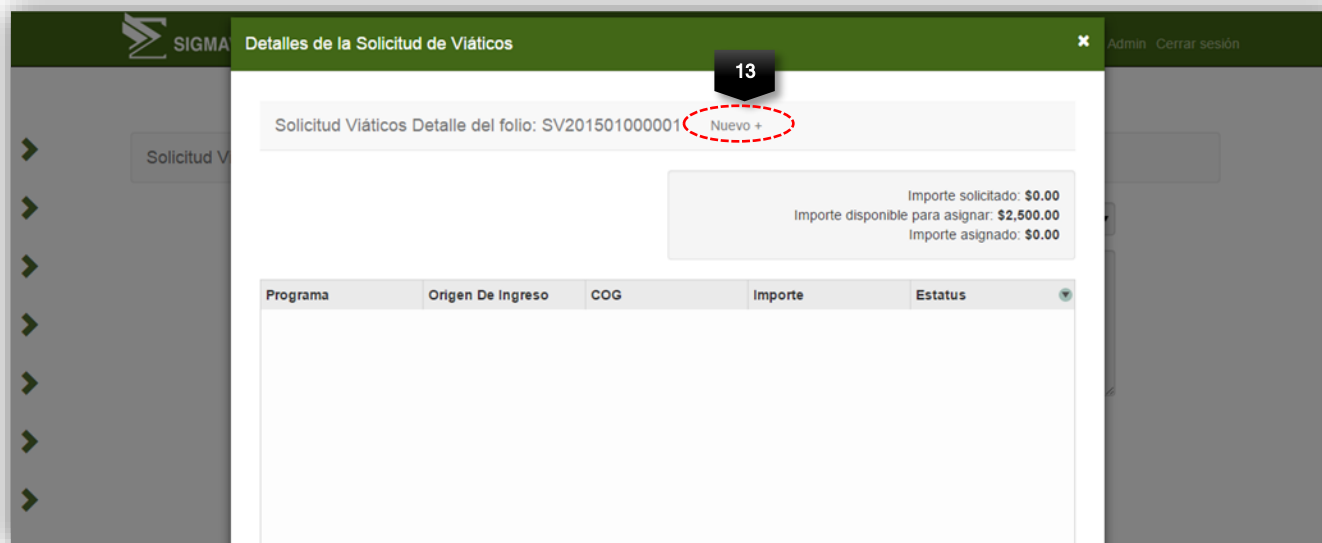 SIGMA
Detalles de la Solicitud de Viáticos
Admin Cerrar sesión
13
Solicitud Viáticos Detalle del folio: SV201501000001
Nuevo +
Solicitud Vi
Importe solicitado: $0.00
Importe disponible para asignar: $2,500.00
Importe asignado: $0.00
Programa Origen De Ingreso COG Importe Estatus